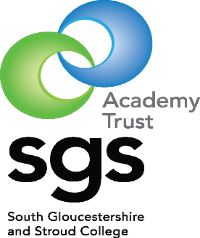 Academy
Trust
sgs
South Gloucestershire
and Stroud College